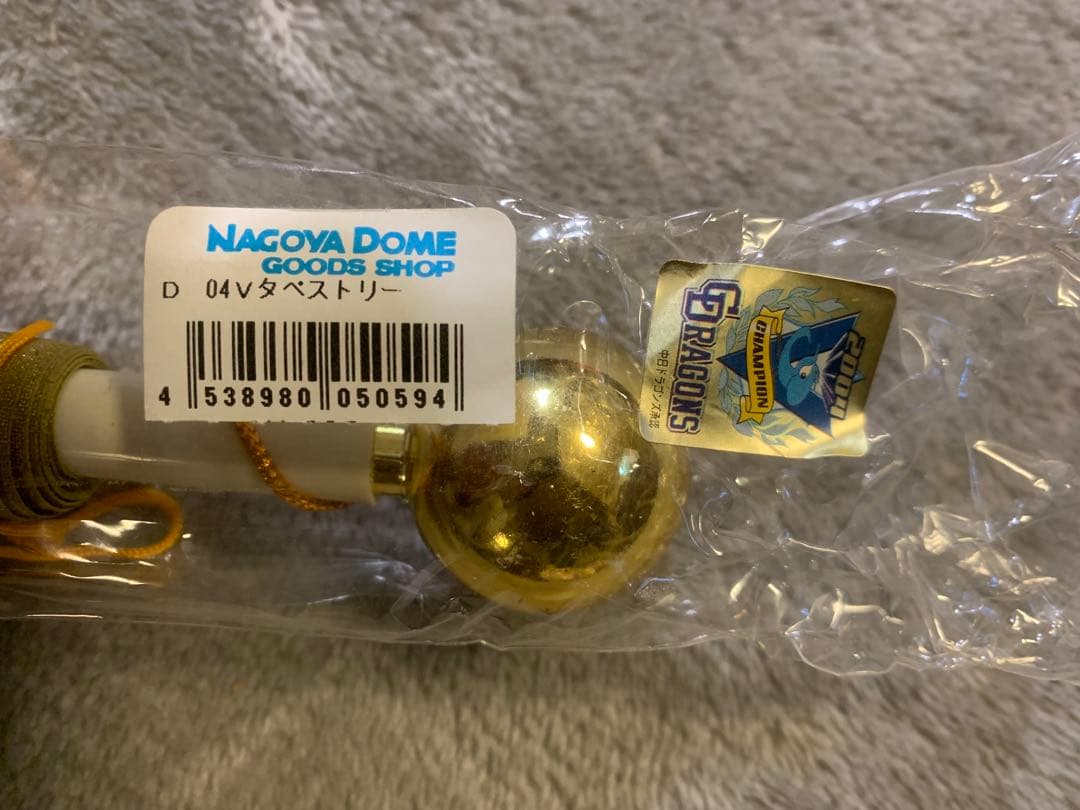 NAGOYA DOME
GOODS SHOP
D 04Vタペストリー
4 538980 050594
2004
CHAMPION
DRAGONS
中日ドラゴンズ承認